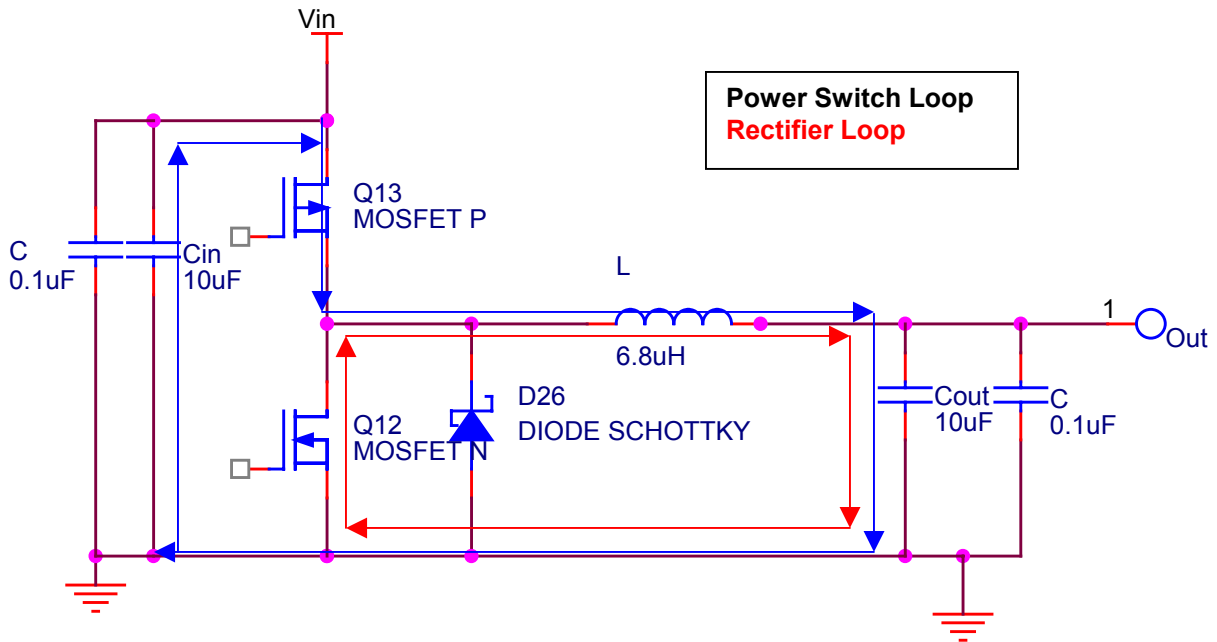 Vin
Power Switch Loop
Rectifier Loop
Q13
MOSFET P
C
0.1uF
Cin
10uF
L
6.8uH
1
Out
Q12
MOSFET N
D26
DIODE SCHOTTKY
Cout
10uF
C
0.1uF